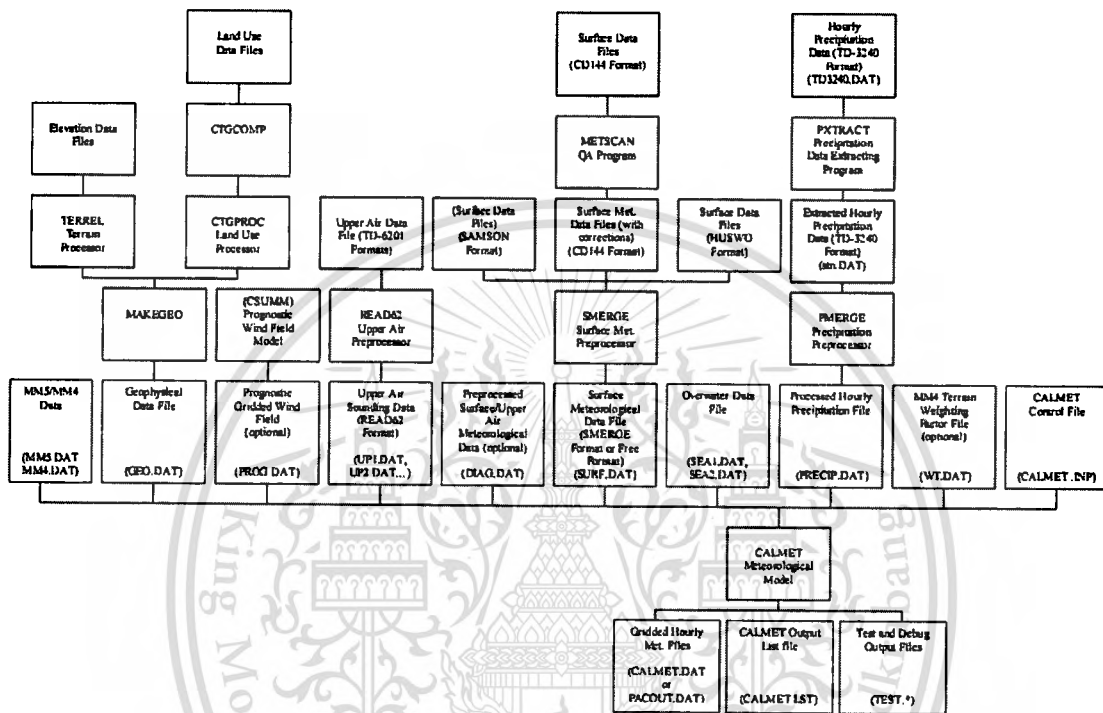 Land Use
Data Files
Surface Data
Files
(CD144 Format)
Hourly
Precipitation
Data (TD-3240
Format)
(TD3240.DAT)
Elevation Data
Files
CTGCOMP
METSCAN
QA Program
PXTRACT
Precipitation
Data Extracting
Program
TERREL
Terrain
Processor
CTGPROC
Land Use
Processor
Upper Air Data
File (TD-6201
Formats)
(Surface Data
Files)
(SAMSON
Format)
Surface Met.
Data Files (with
corrections)
(CD144 Format)
Surface Data
Files
(HUSWO
Format)
Extracted Hourly
Precipitation
Data (TD-3240
Format)
(stn.DAT)
MAKEGEO
(CSUMM)
Prognostic
Wind Field
Model
READ62
Upper Air
Preprocessor
SMERGE
Surface Met.
Preprocessor
PMERGE
Precipitation
Preprocessor
MM5/MM4
Data
(MM5.DAT
MM4.DAT)
Geophysical
Data File
(GEO.DAT)
Prognostic
Gridded Wind
Field
(optional)
(PROG.DAT)
Upper Air
Sounding Data
(READ62
Format)
(UP1.DAT,
UP2.DAT...)
Preprocessed
Surface/Upper
Air
Meteorological
Data (optional)
(DIAG.DAT)
Surface
Meteorological
Data File
(SMERGE
Format or Free
Format)
(SURF.DAT)
Overwater Data
File
(SEA1.DAT,
SEA2.DAT)
Processed Hourly
Precipitation File
(PRECIP.DAT)
MM4 Terrain
Weighting
Factor File
(optional)
(WT.DAT)
CALMET
Control File
(CALMET.INP)
CALMET
Meteorological
Model
Gridded Hourly
Met. Files
(CALMET.DAT
or
PACOUT.DAT)
CALMET Output
List file
(CALMET.LST)
Test and Debug
Output Files
(TEST.*)
King Mo